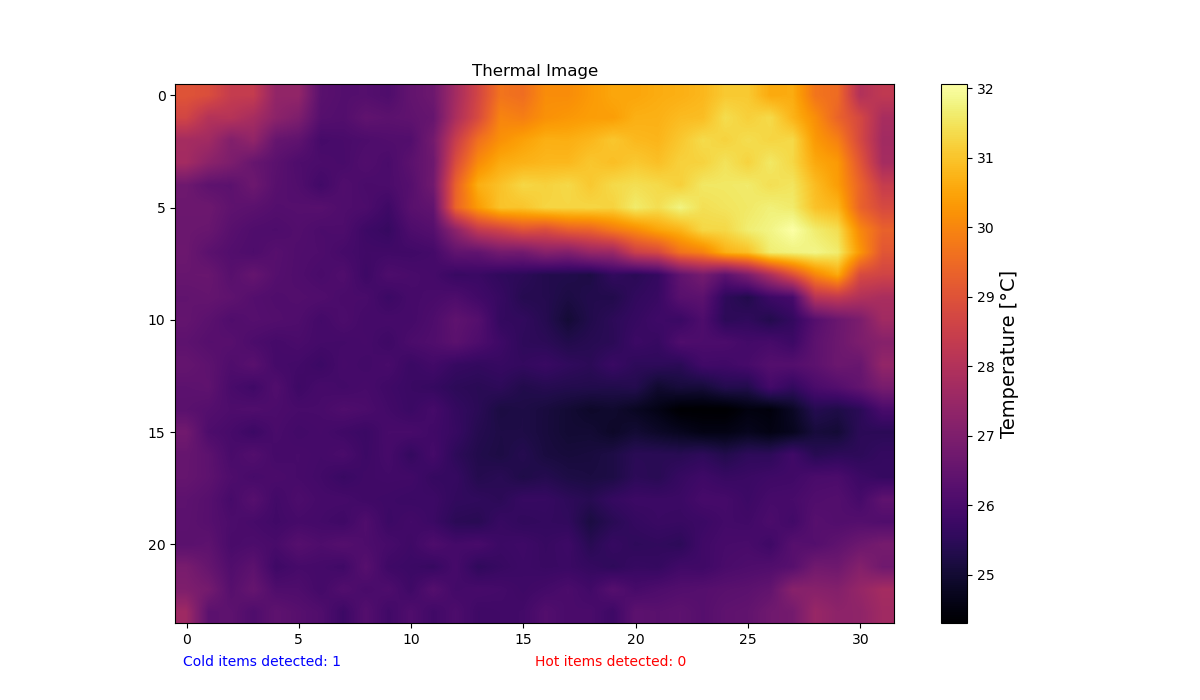 Thermal Image
0
5
10
15
20
0 5 10 15 20 25 30
32
31
30
29
28
27
26
25
Temperature [°C]
Cold items detected: 1
Hot items detected: 0